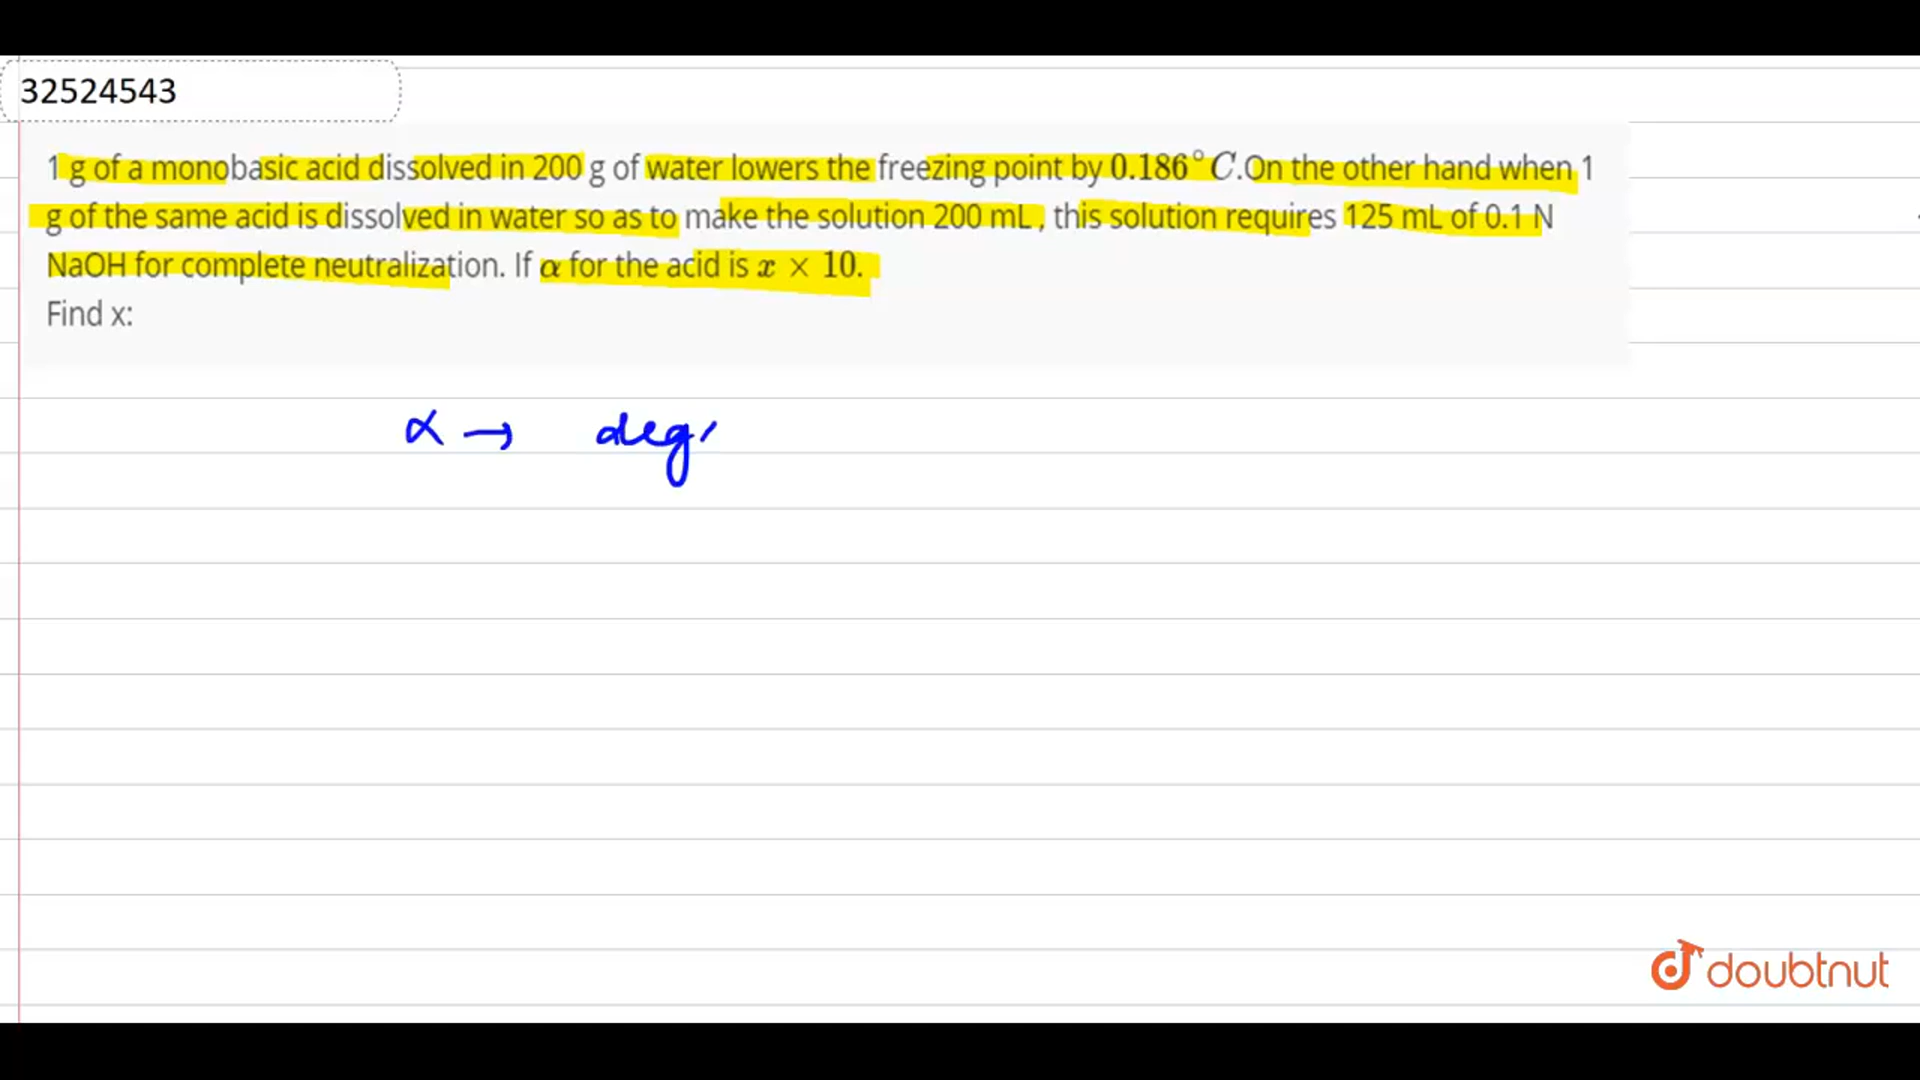 32524543
1 g of a monobasic acid dissolved in 200 g of water lowers the freezing point by 0.186°C.On the other hand when 1
g of the same acid is dissolved in water so as to make the solution 200 mL , this solution requires 125 mL of 0.1 N
NaOH for complete neutralization. If α for the acid is x × 10.
Find x:
α → deg
doubtnut